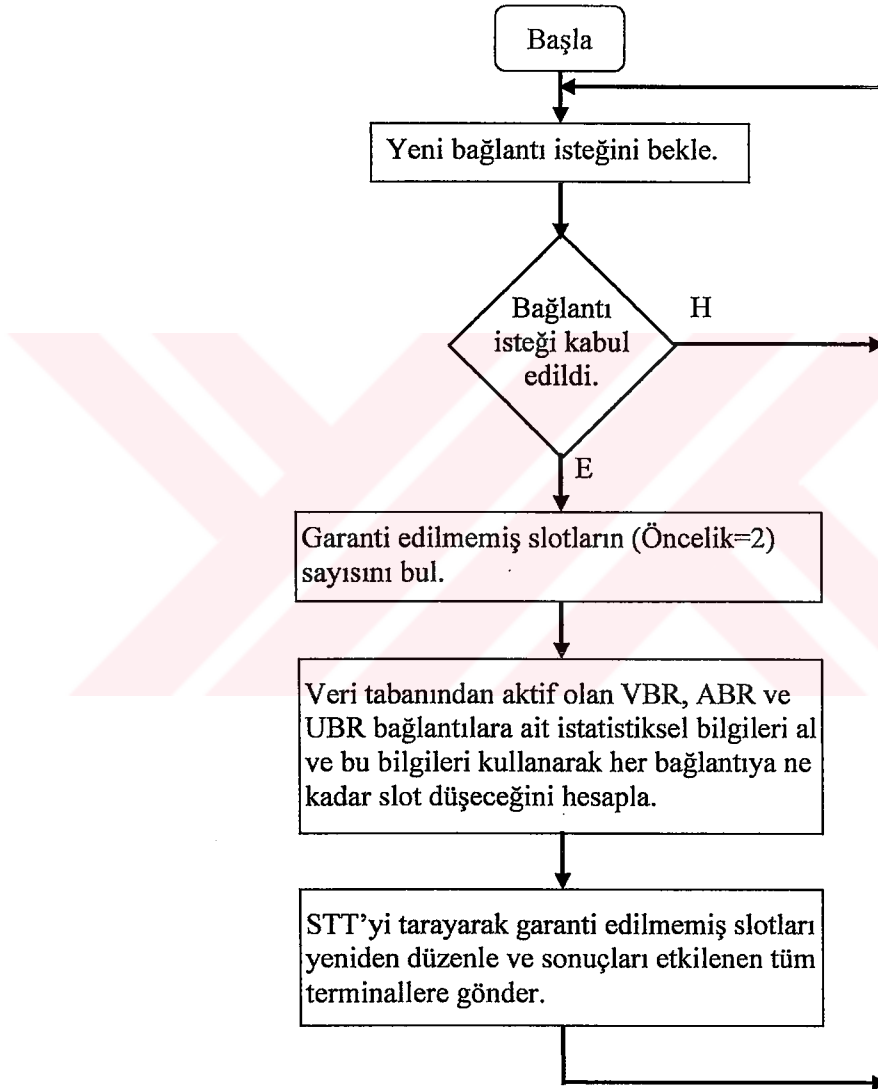 Başla
Yeni bağlantı isteğini bekle.
Bağlantı
isteği kabul
edildi.
H
E
Garanti edilmemiş slotların (Öncelik=2)
sayısını bul.
Veri tabanından aktif olan VBR, ABR ve
UBR bağlantılara ait istatistiksel bilgileri al
ve bu bilgileri kullanarak her bağlantıya ne
kadar slot düşeceğini hesapla.
STT’yi tarayarak garanti edilmemiş slotları
yeniden düzenle ve sonuçları etkilenen tüm
terminallere gönder.